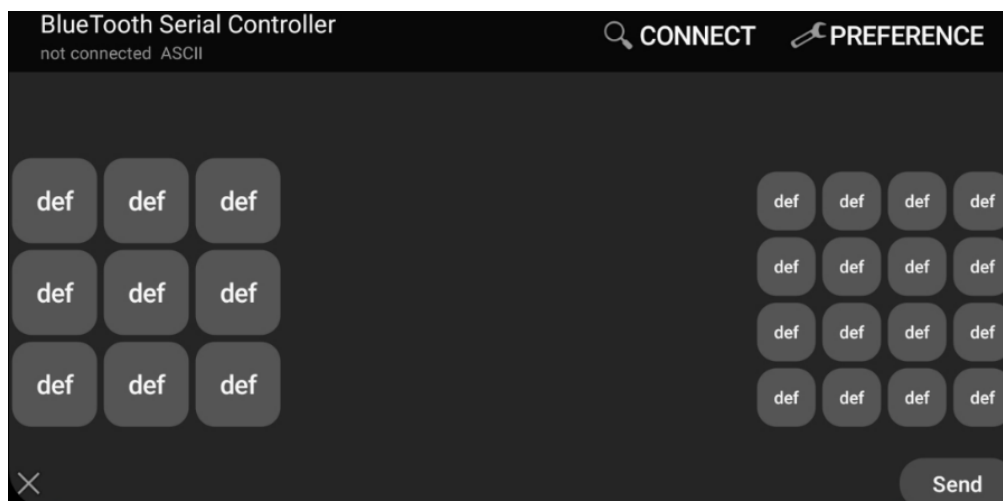 BlueTooth Serial Controller
not connected ASCII
CONNECT
PREFERENCE
def def def
def def def
def def def
def def def def
def def def def
def def def def
def def def def
Send